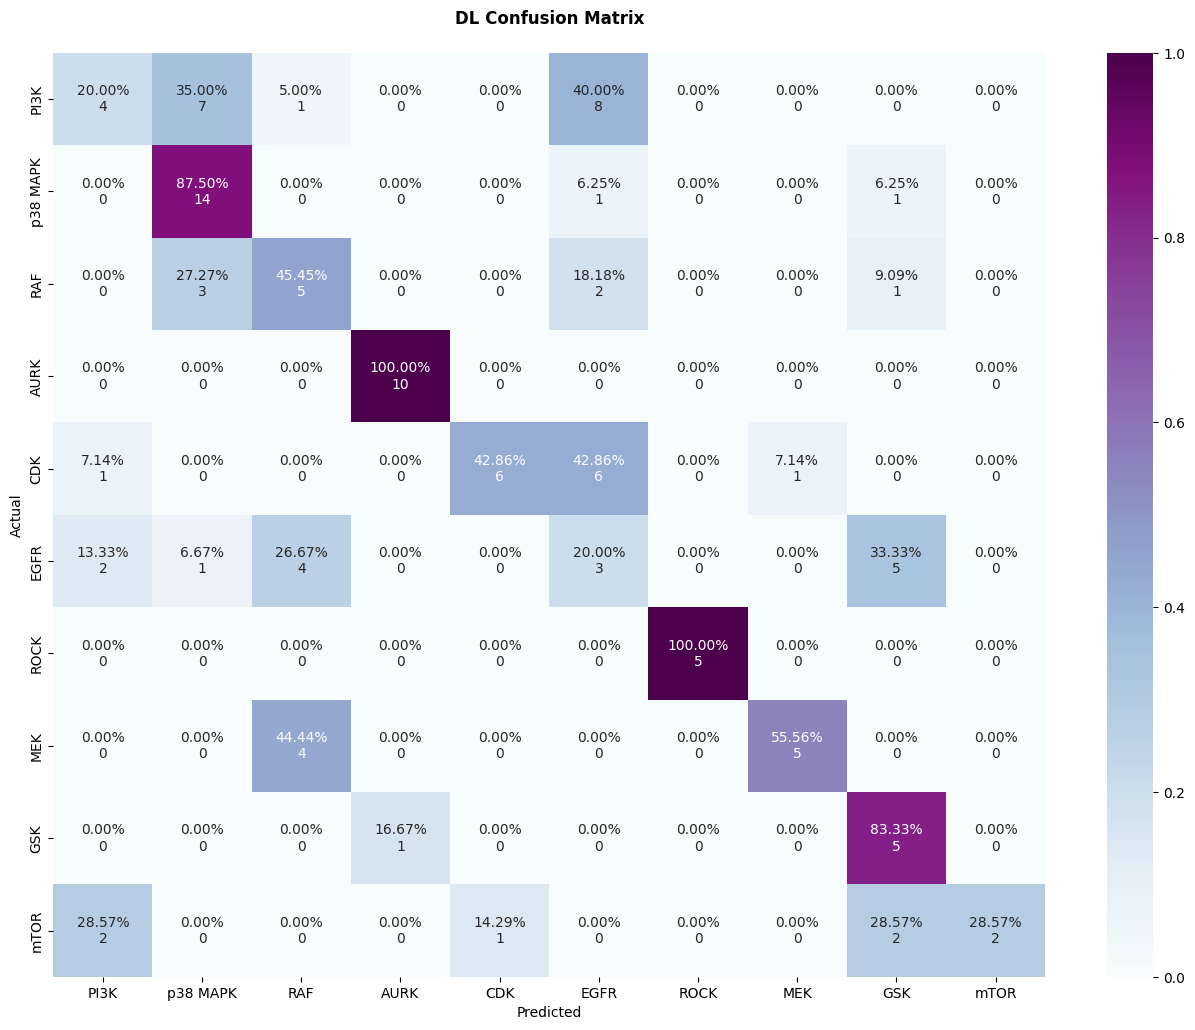 DL Confusion Matrix
PI3K
20.00% 35.00% 5.00% 0.00% 0.00% 40.00% 0.00% 0.00% 0.00% 0.00%
4 7 1 0 0 8 0 0 0 0
p38 MAPK
0.00% 87.50% 0.00% 0.00% 0.00% 6.25% 0.00% 0.00% 6.25% 0.00%
0 14 0 0 0 1 0 0 1 0
RAF
0.00% 27.27% 45.45% 0.00% 0.00% 18.18% 0.00% 0.00% 9.09% 0.00%
0 3 5 0 0 2 0 0 1 0
AURK
0.00% 0.00% 0.00% 100.00% 0.00% 0.00% 0.00% 0.00% 0.00% 0.00%
0 0 0 10 0 0 0 0 0 0
CDK
7.14% 0.00% 0.00% 0.00% 42.86% 42.86% 0.00% 7.14% 0.00% 0.00%
1 0 0 0 6 6 0 1 0 0
Actual
EGFR
13.33% 6.67% 26.67% 0.00% 0.00% 20.00% 0.00% 0.00% 33.33% 0.00%
2 1 4 0 0 3 0 0 5 0
ROCK
0.00% 0.00% 0.00% 0.00% 0.00% 0.00% 100.00% 0.00% 0.00% 0.00%
0 0 0 0 0 0 5 0 0 0
MEK
0.00% 0.00% 44.44% 0.00% 0.00% 0.00% 0.00% 55.56% 0.00% 0.00%
0 0 4 0 0 0 0 5 0 0
GSK
0.00% 0.00% 0.00% 16.67% 0.00% 0.00% 0.00% 0.00% 83.33% 0.00%
0 0 0 1 0 0 0 0 5 0
mTOR
28.57% 0.00% 0.00% 0.00% 14.29% 0.00% 0.00% 0.00% 28.57% 28.57%
2 0 0 0 1 0 0 0 2 2
PI3K p38 MAPK RAF AURK CDK EGFR ROCK MEK GSK mTOR
Predicted
1.0
0.8
0.6
0.4
0.2
0.0